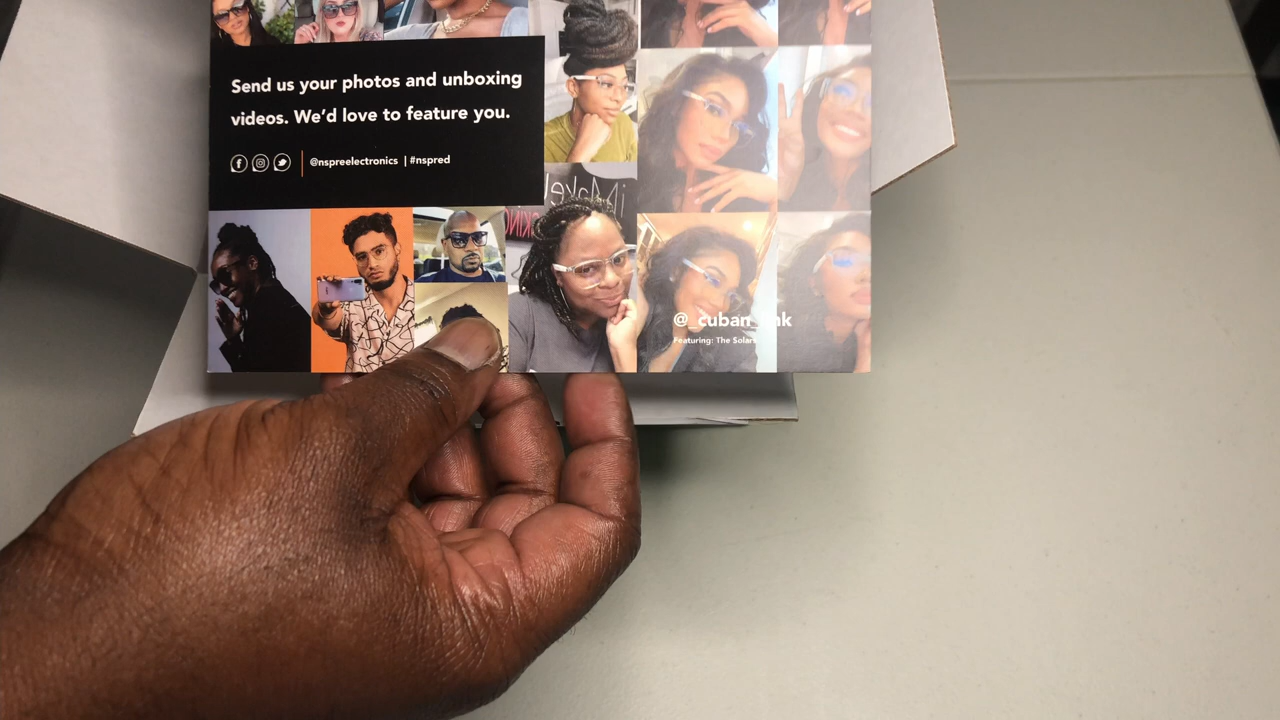 Send us your photos and unboxing
videos. We'd love to feature you.
@nspreelectronics | #nspred
Featuring: The Solars